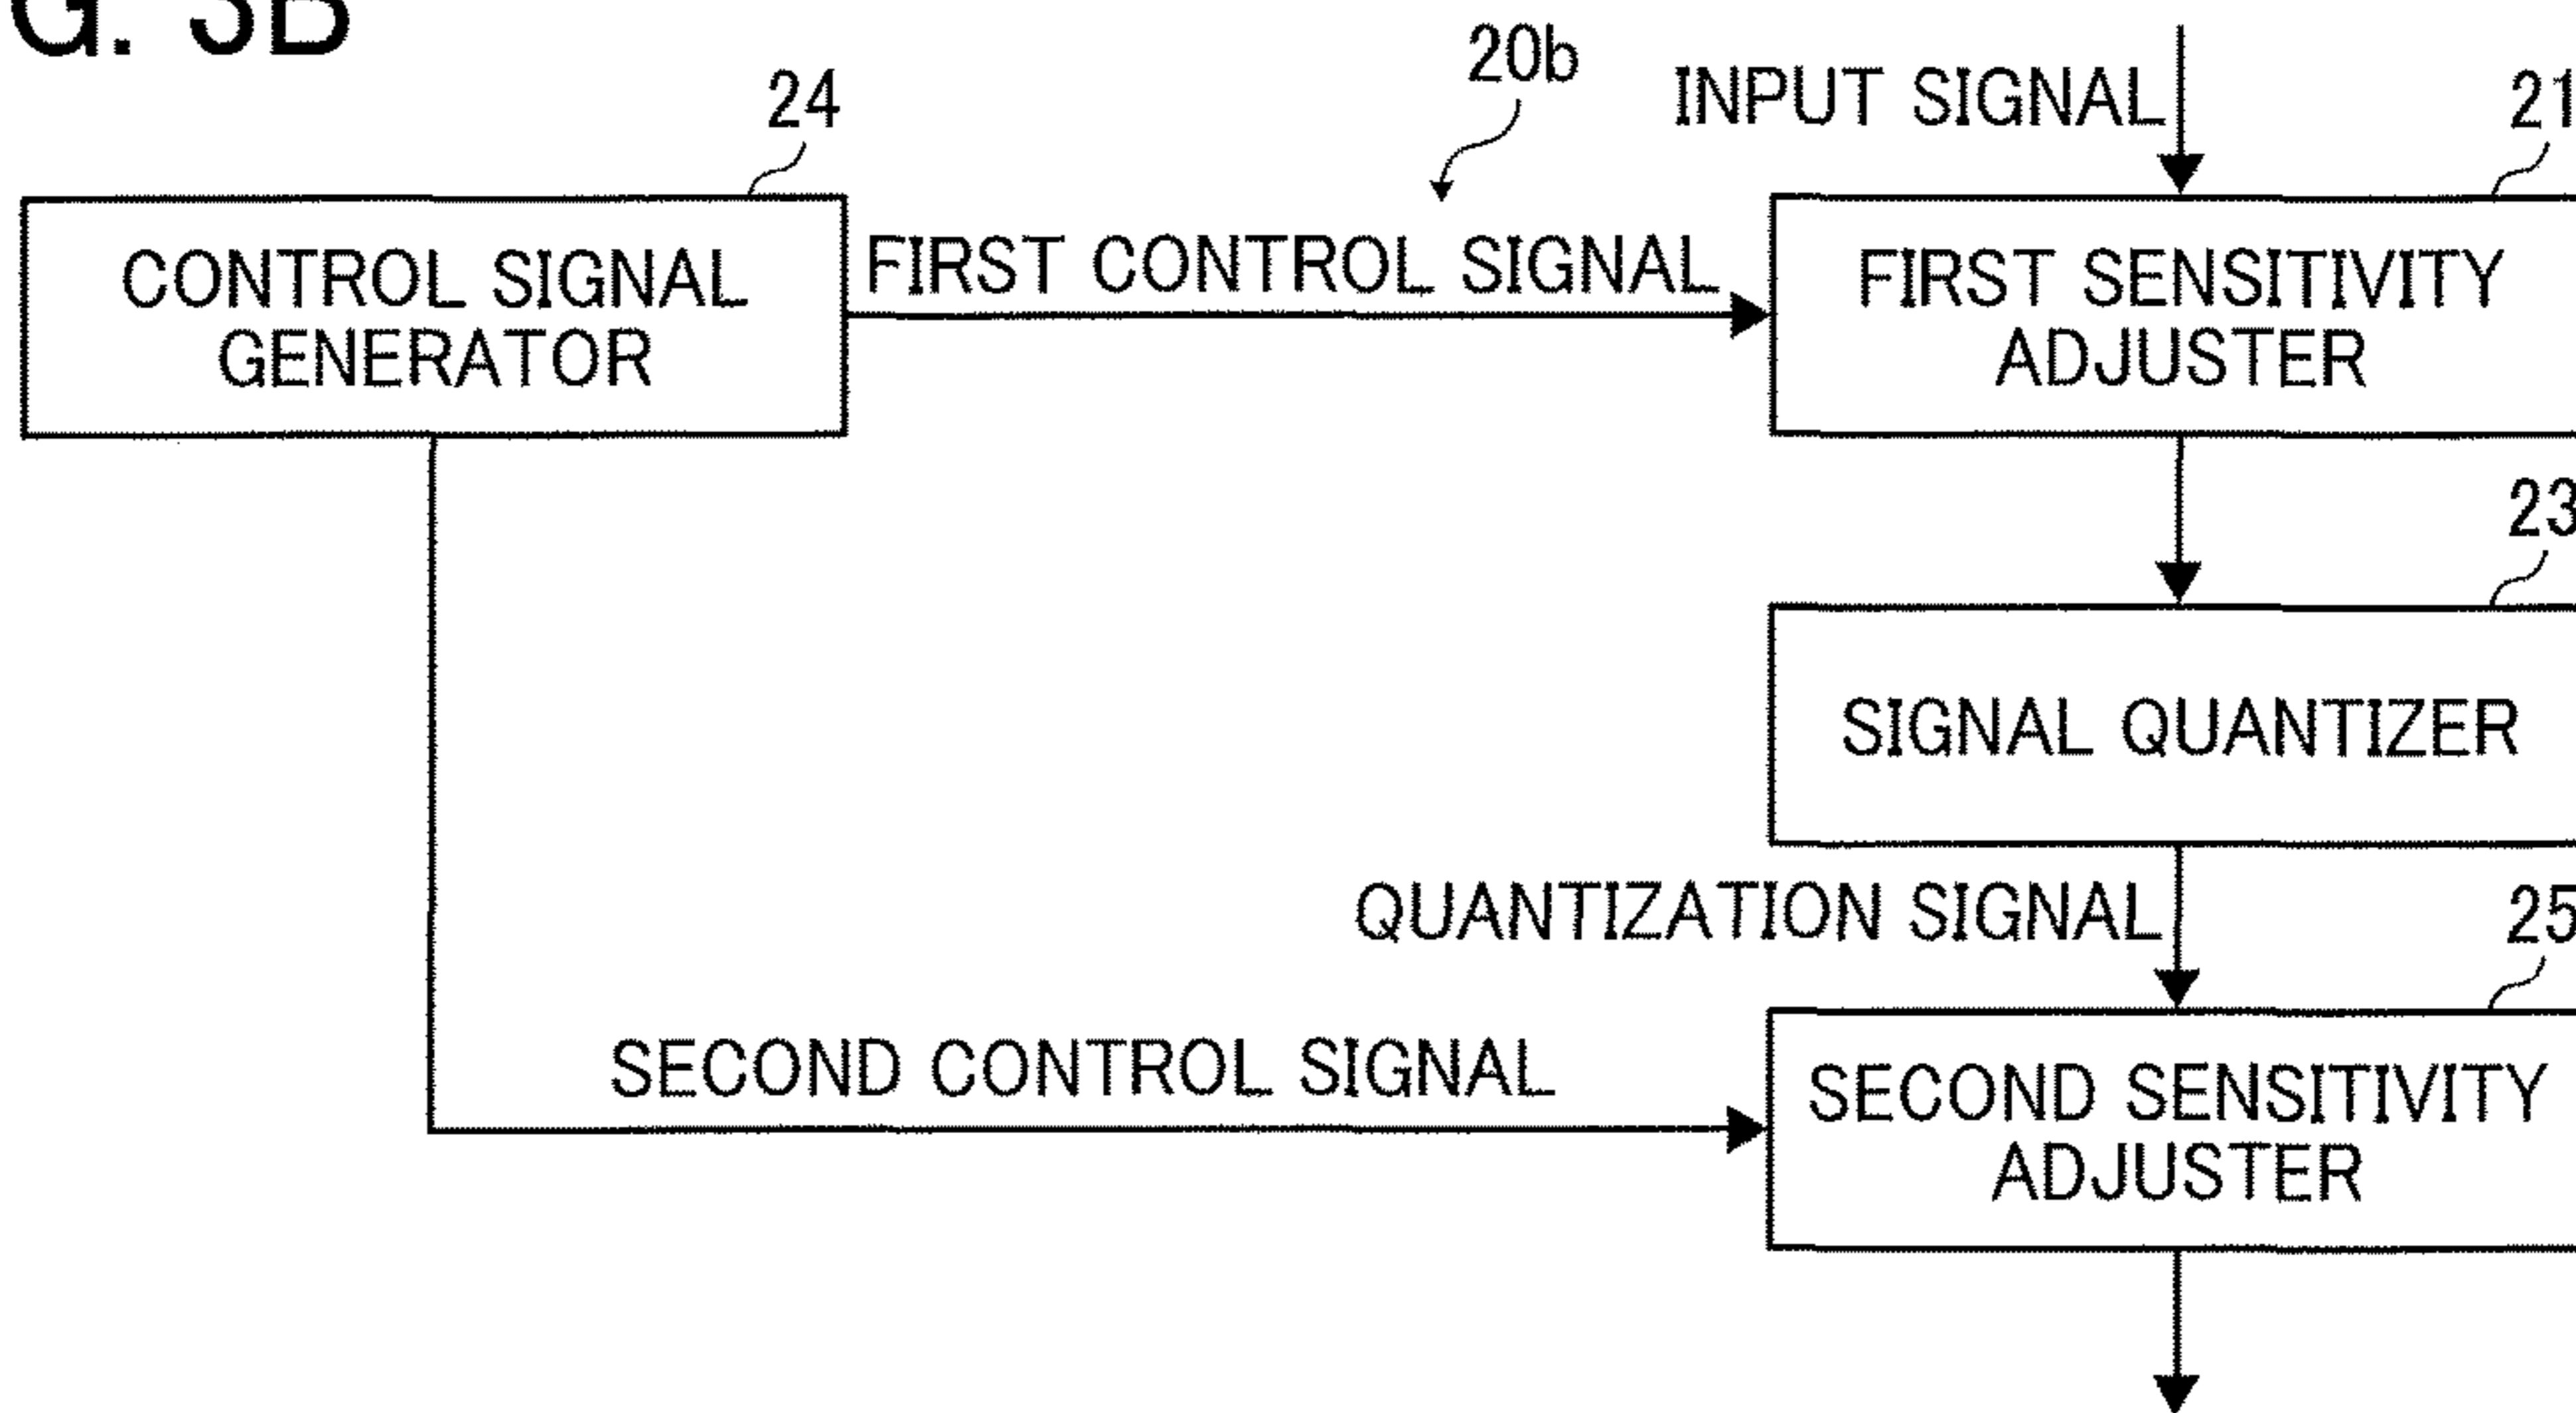 G. 3B
20b
INPUT SIGNAL
24
21
CONTROL SIGNAL
GENERATOR
FIRST CONTROL SIGNAL
FIRST SENSITIVITY
ADJUSTER
23
SIGNAL QUANTIZER
QUANTIZATION SIGNAL
25
SECOND CONTROL SIGNAL
SECOND SENSITIVITY
ADJUSTER